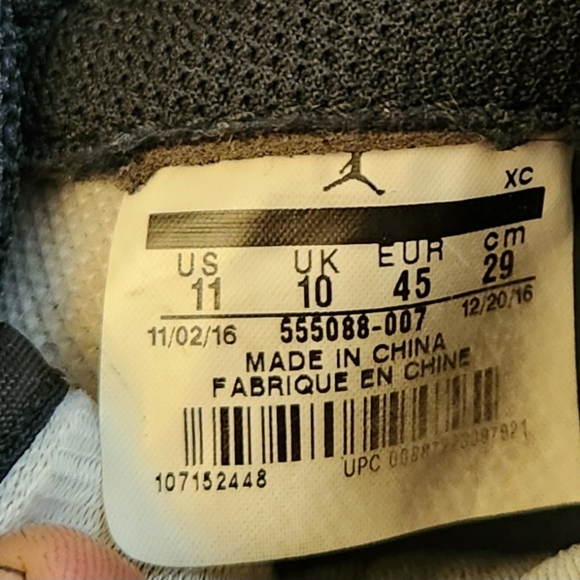 XC
US UK EUR cm
11 10 45 29
11/02/16 555088-007 12/20/16
MADE IN CHINA
FABRIQUE EN CHINE
107152448 UPC